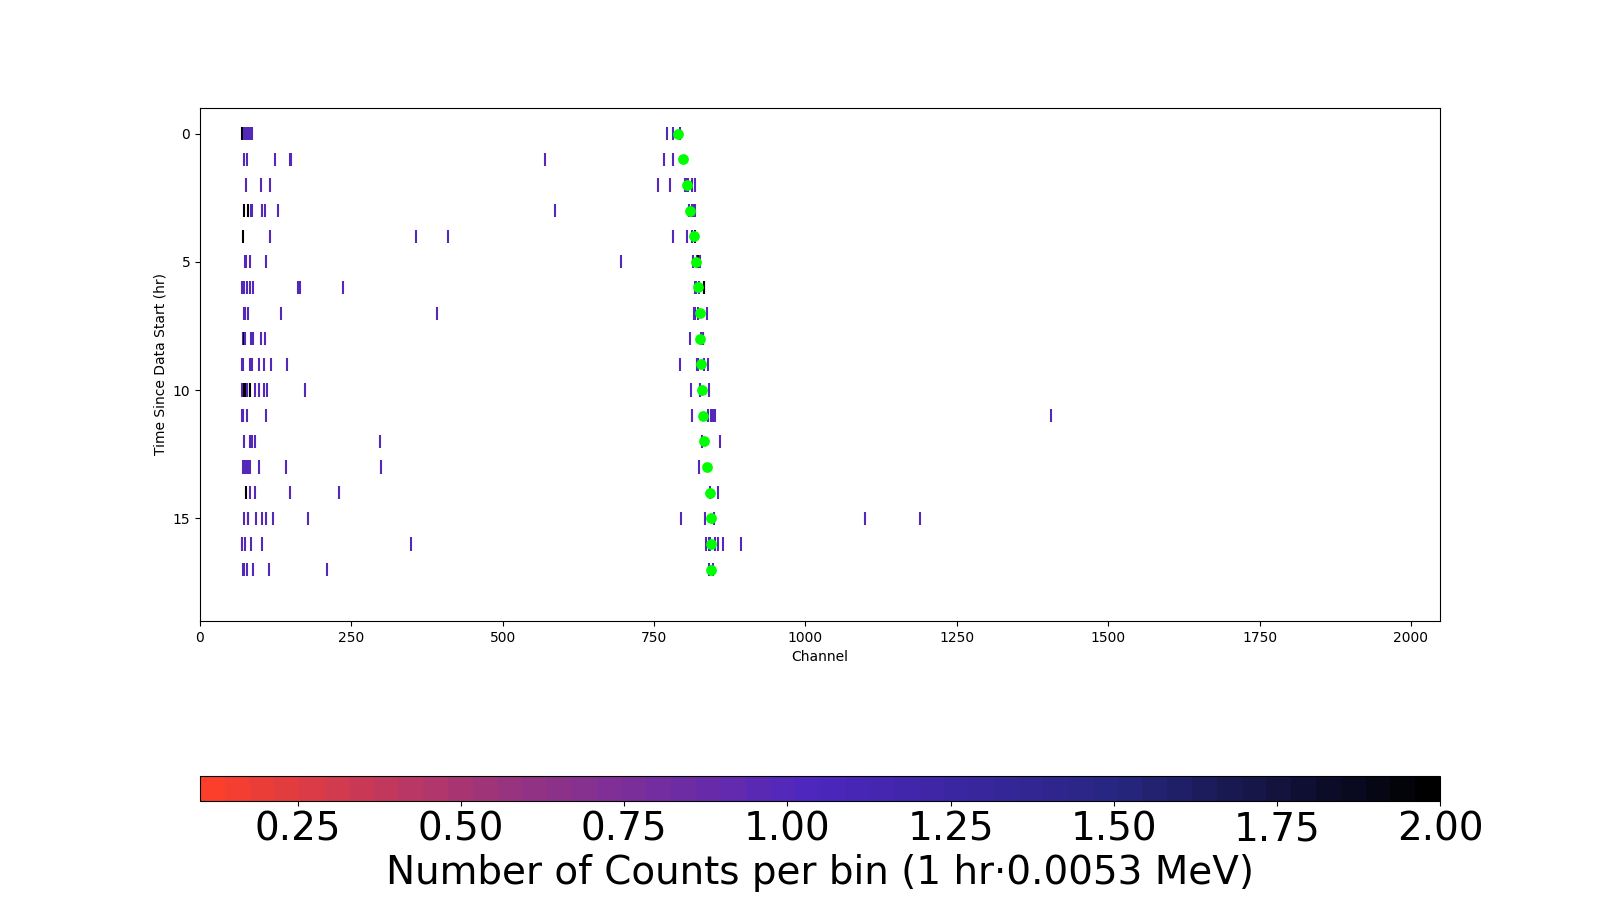 0
5
10
15
Time Since Data Start (hr)
0 250 500 750 1000 1250 1500 1750 2000
Channel
0.25 0.50 0.75 1.00 1.25 1.50 1.75 2.00
Number of Counts per bin (1 hr·0.0053 MeV)